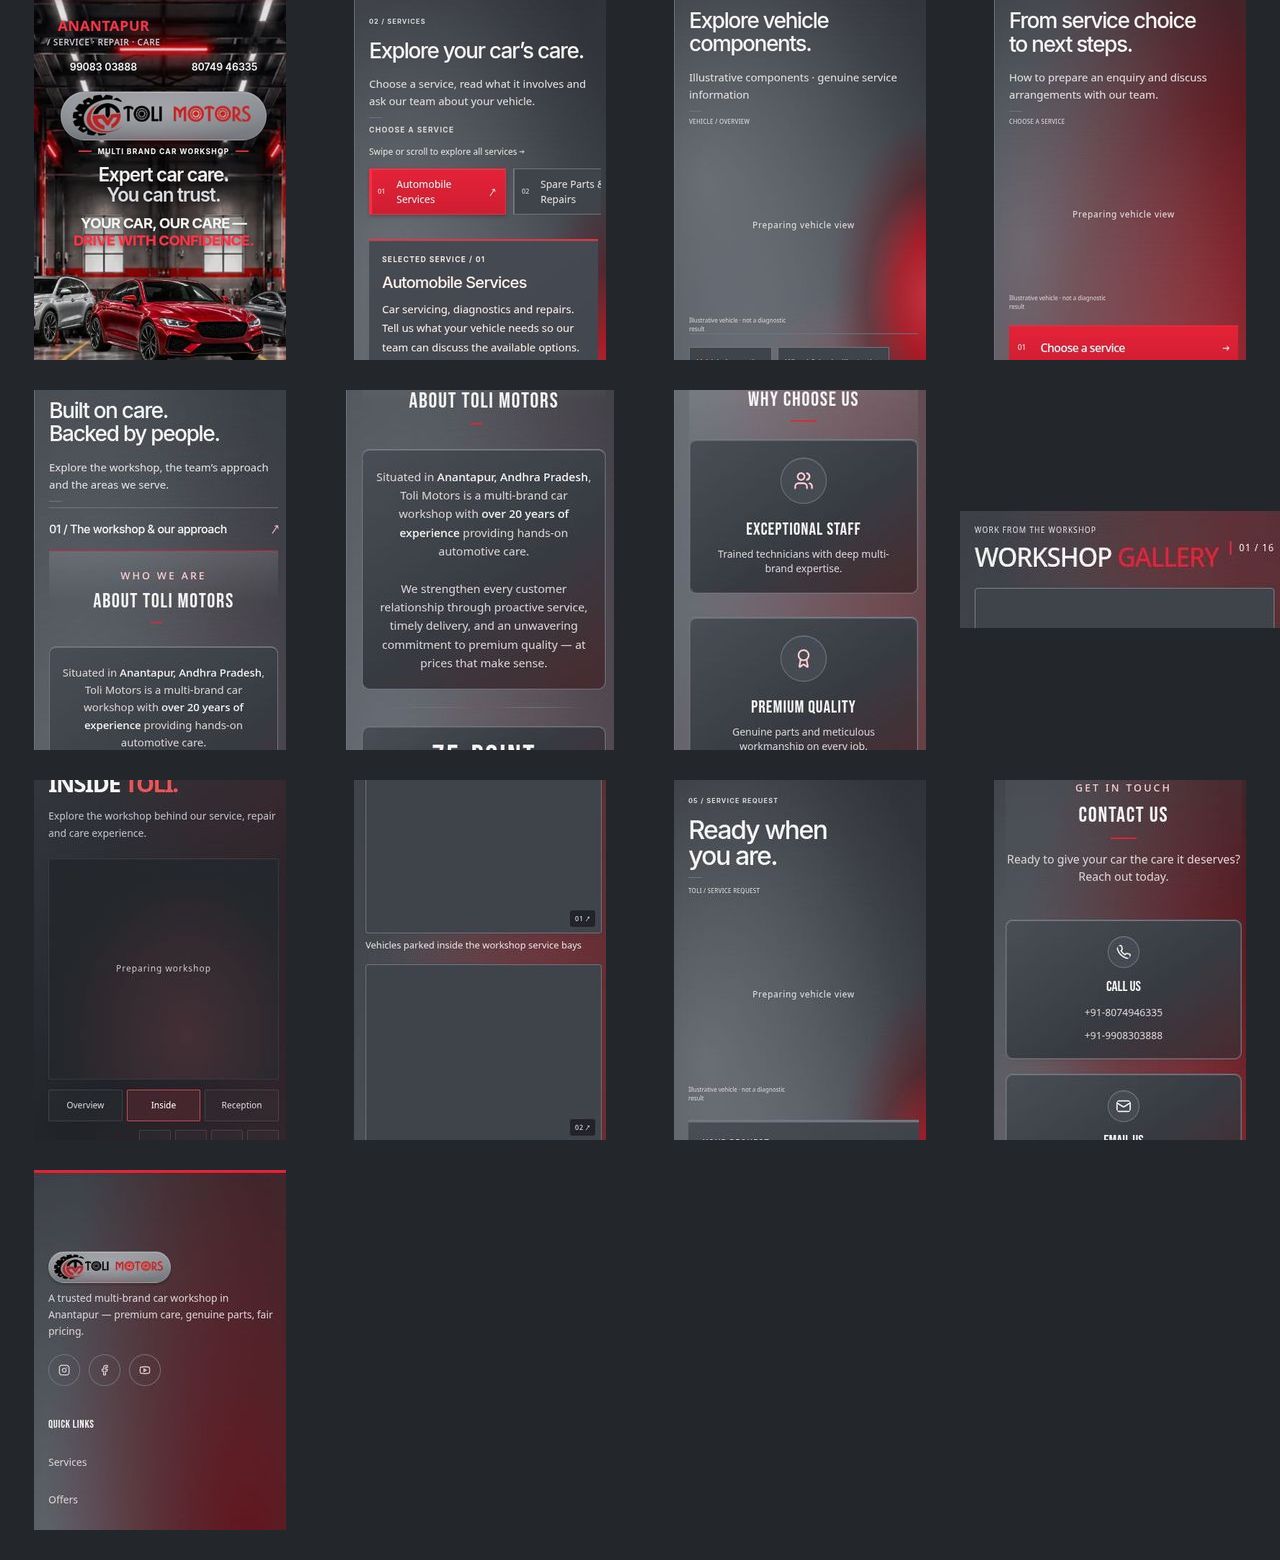 ANANTAPUR
/ SERVICE · REPAIR · CARE
99083 03888
80749 46335
TOLI MOTORS
MULTI BRAND CAR WORKSHOP
Expert car care.
You can trust.
YOUR CAR, OUR CARE —
DRIVE WITH CONFIDENCE.
02 / SERVICES
Explore your car’s care.
Choose a service, read what it involves and
ask our team about your vehicle.
CHOOSE A SERVICE
Swipe or scroll to explore all services →
01 Automobile
Services ↗
02 Spare Parts &
Repairs
SELECTED SERVICE / 01
Automobile Services
Car servicing, diagnostics and repairs.
Tell us what your vehicle needs so our
team can discuss the available options.
Explore vehicle
components.
Illustrative components · genuine service
information
VEHICLE / OVERVIEW
Preparing vehicle view
Illustrative vehicle · not a diagnostic
result
From service choice
to next steps.
How to prepare an enquiry and discuss
arrangements with our team.
CHOOSE A SERVICE
Preparing vehicle view
Illustrative vehicle · not a diagnostic
result
01 Choose a service →
Built on care.
Backed by people.
Explore the workshop, the team’s approach
and the areas we serve.
01 / The workshop & our approach ↗
WHO WE ARE
ABOUT TOLI MOTORS
Situated in Anantapur, Andhra Pradesh,
Toli Motors is a multi-brand car
workshop with over 20 years of
experience providing hands-on
automotive care.
ABOUT TOLI MOTORS
Situated in Anantapur, Andhra Pradesh,
Toli Motors is a multi-brand car
workshop with over 20 years of
experience providing hands-on
automotive care.
We strengthen every customer
relationship through proactive service,
timely delivery, and an unwavering
commitment to premium quality — at
prices that make sense.
75-POINT
WHY CHOOSE US
EXCEPTIONAL STAFF
Trained technicians with deep multi-
brand expertise.
PREMIUM QUALITY
Genuine parts and meticulous
workmanship on every job.
WORK FROM THE WORKSHOP
WORKSHOP GALLERY
01 / 16
INSIDE TOLI.
Explore the workshop behind our service, repair
and care experience.
Preparing workshop
Overview
Inside
Reception
01 ↗
Vehicles parked inside the workshop service bays
02 ↗
05 / SERVICE REQUEST
Ready when
you are.
TOLI / SERVICE REQUEST
Preparing vehicle view
Illustrative vehicle · not a diagnostic
result
YOUR REQUEST
GET IN TOUCH
CONTACT US
Ready to give your car the care it deserves?
Reach out today.
CALL US
+91-8074946335
+91-9908303888
EMAIL US
TOLI MOTORS
A trusted multi-brand car workshop in
Anantapur — premium care, genuine parts, fair
pricing.
QUICK LINKS
Services
Offers